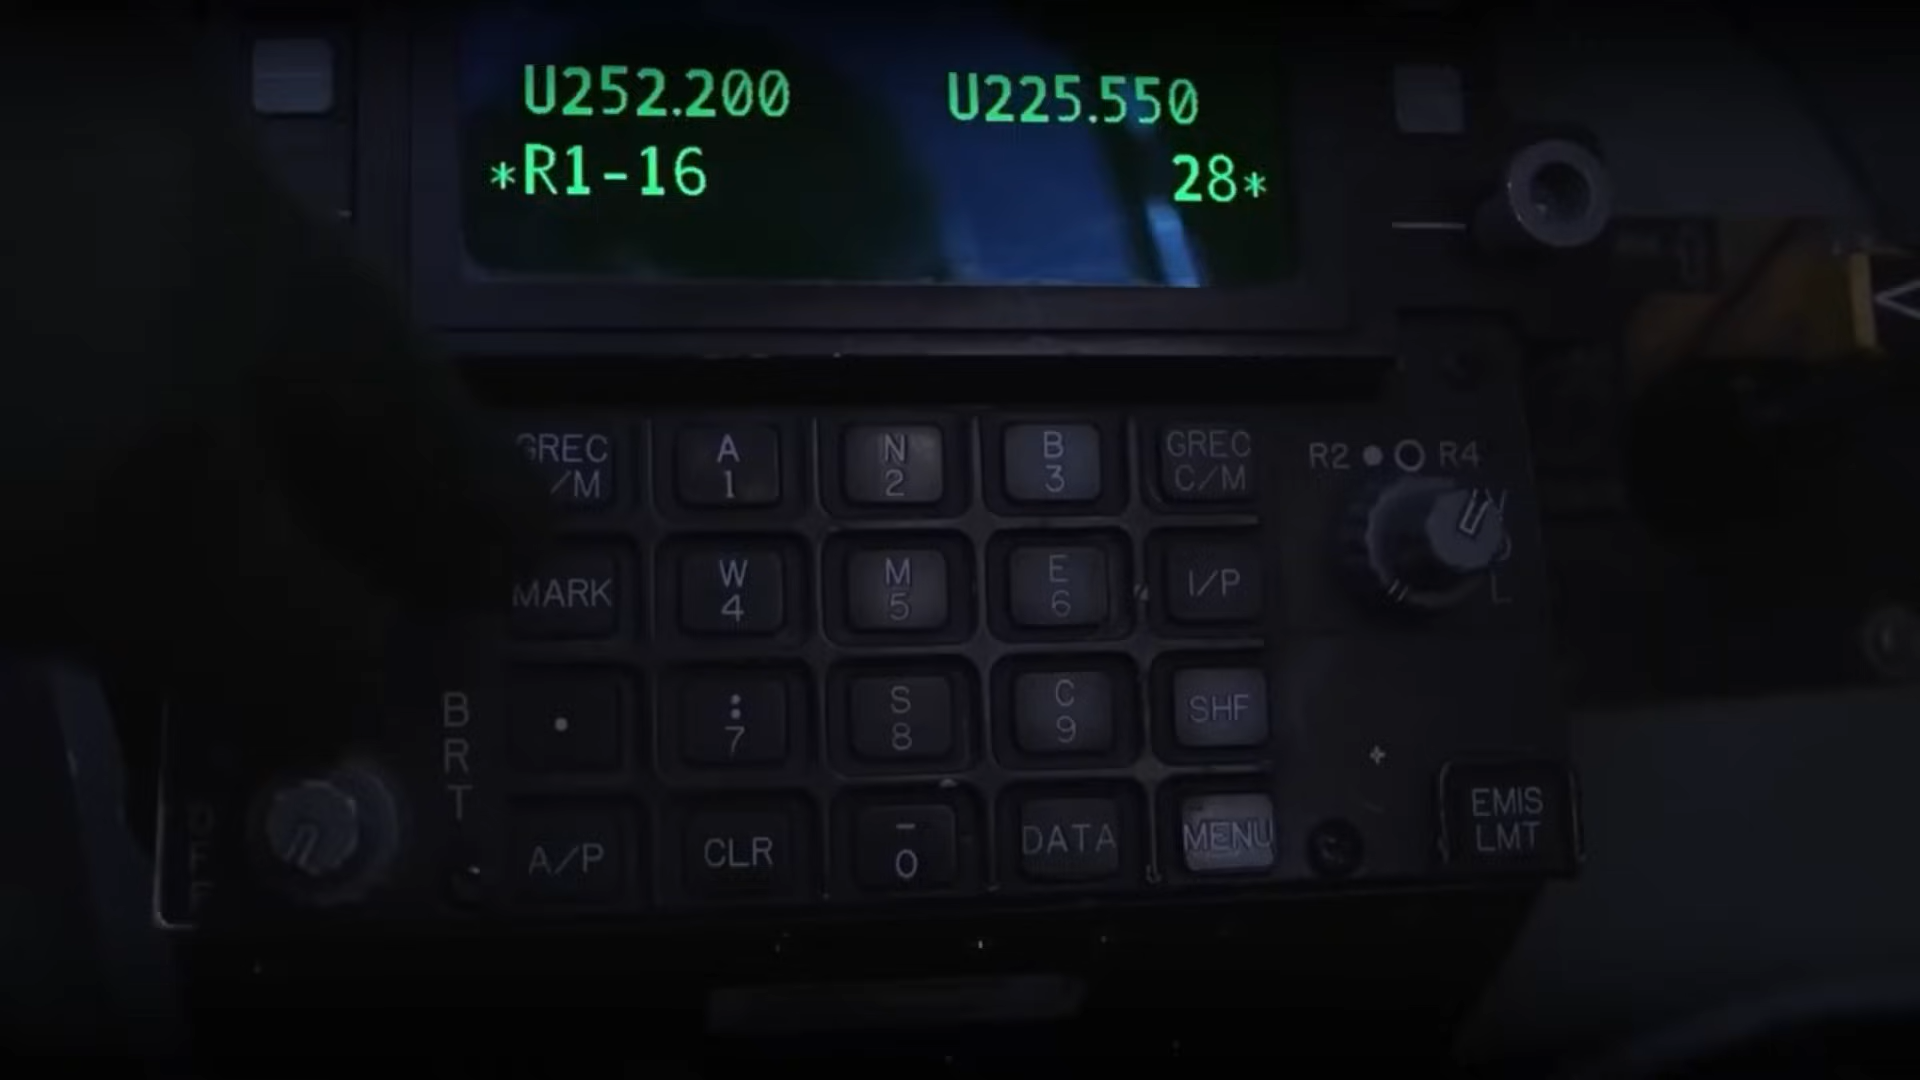 U252.200 U225.550
*R1-16 28*
GREC A N B GREC R2 R4
/M 1 2 3 C/M
V
MARK W M E I/P
4 5 6
L
B R T
. : S C SHF
7 8 9
OFF
A/P CLR - DATA MENU EMIS
0 LMT